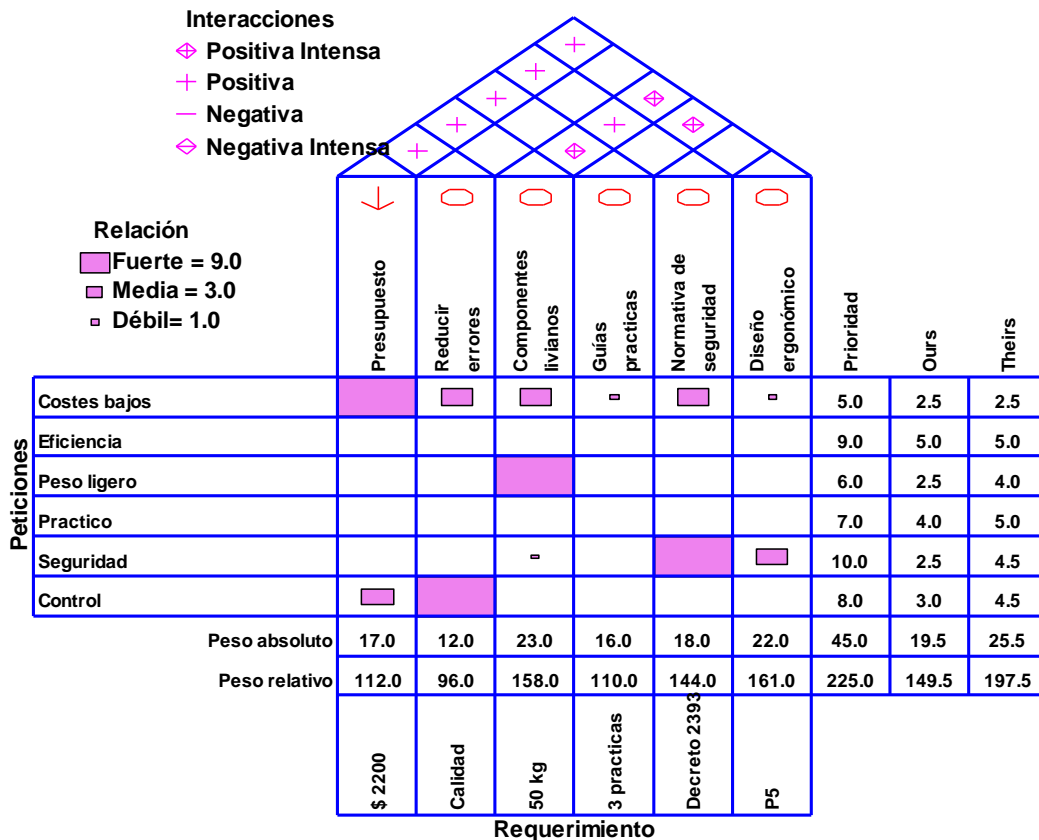 Interacciones
Positiva Intensa
Positiva
Negativa
Negativa Intensa
Relación
Fuerte = 9.0
Media = 3.0
Débil= 1.0
Presupuesto
Reducir
errores
Componentes
livianos
Guías
practicas
Normativa de
seguridad
Diseño
ergonómico
Prioridad
Ours
Theirs
Peticiones
Costes bajos 5.0 2.5 2.5
Eficiencia 9.0 5.0 5.0
Peso ligero 6.0 2.5 4.0
Practico 7.0 4.0 5.0
Seguridad 10.0 2.5 4.5
Control 8.0 3.0 4.5
Peso absoluto 17.0 12.0 23.0 16.0 18.0 22.0 45.0 19.5 25.5
Peso relativo 112.0 96.0 158.0 110.0 144.0 161.0 225.0 149.5 197.5
$ 2200
Calidad
50 kg
3 practicas
Decreto 2393
P5
Requerimiento